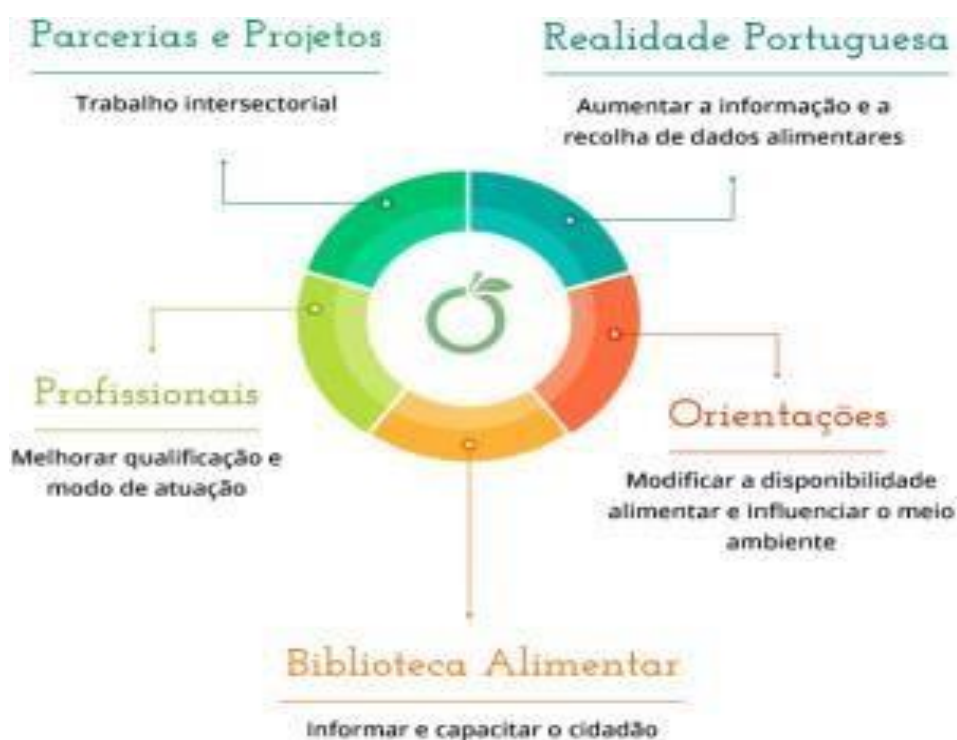 Parcerias e Projetos
Trabalho intersectorial
Realidade Portuguesa
Aumentar a informação e a
recolha de dados alimentares
Profissionais
Melhorar qualificação e
modo de atuação
Orientações
Modificar a disponibilidade
alimentar e influenciar o meio
ambiente
Biblioteca Alimentar
Informar e capacitar o cidadão